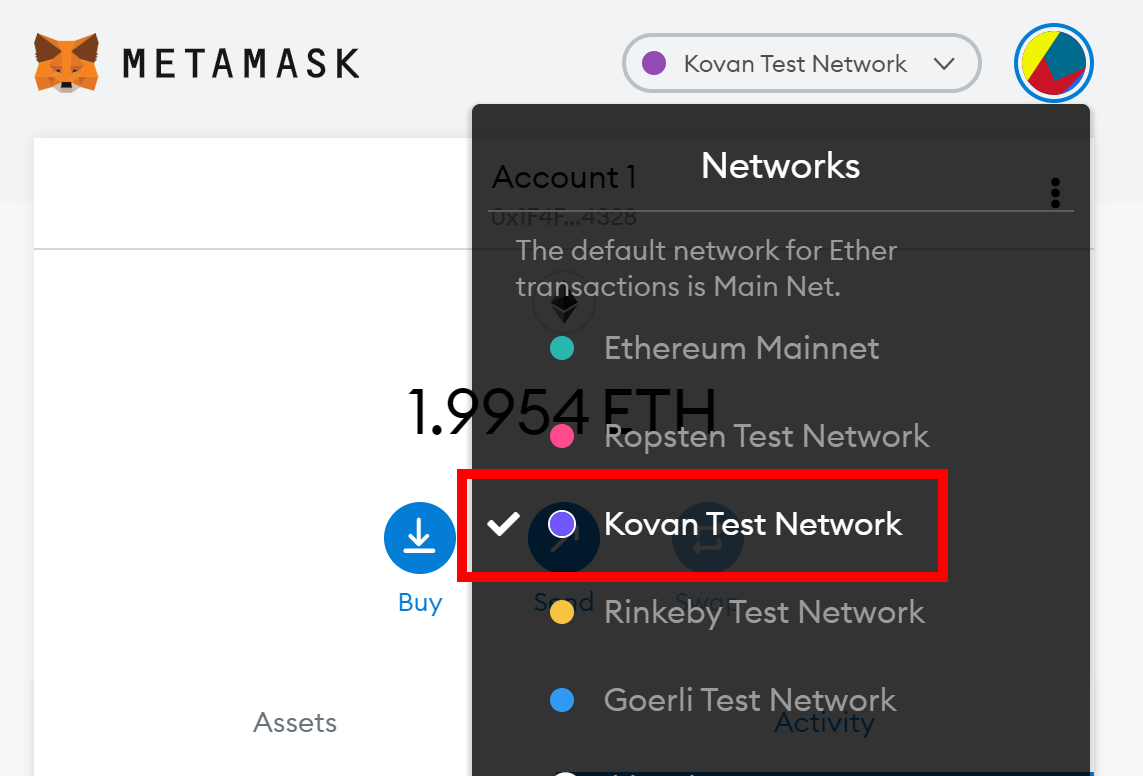 METAMASK
Kovan Test Network
Account 1
Networks
0x1F4F...4328
The default network for Ether
transactions is Main Net.
Ethereum Mainnet
1.9954 ETH
Ropsten Test Network
Kovan Test Network
Buy
Send
Swap
Rinkeby Test Network
Goerli Test Network
Assets
Activity